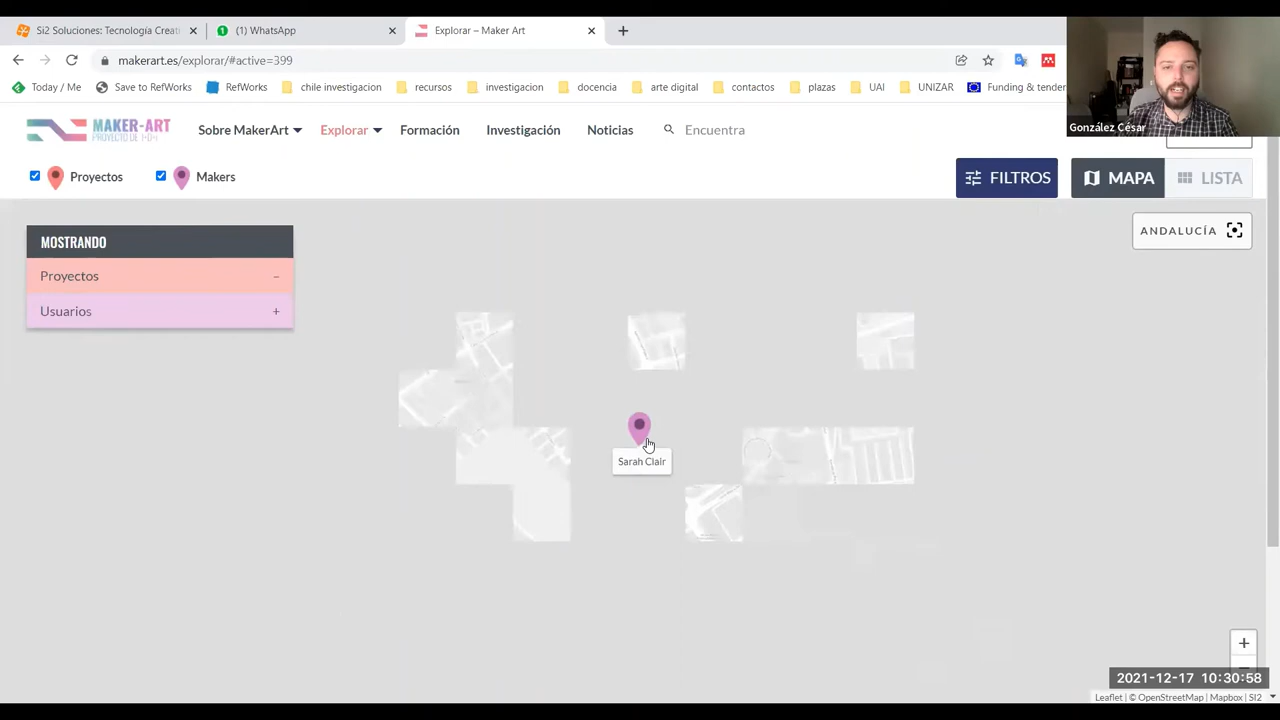 Si2 Soluciones: Tecnología Creati
(1) WhatsApp
Explorar – Maker Art
makerart.es/explorar/#active=399
Today / Me
Save to RefWorks
RefWorks
chile investigacion
recursos
investigacion
docencia
arte digital
contactos
plazas
UAI
UNIZAR
Funding & tender
González César
MAKER-ART
PROYECTO DE I+D+i
Sobre MakerArt
Explorar
Formación
Investigación
Noticias
Encuentra
Proyectos
Makers
FILTROS
MAPA
LISTA
MOSTRANDO
Proyectos –
Usuarios +
ANDALUCÍA
Sarah Clair
+
2021-12-17 10:30:58
Leaflet | © OpenStreetMap | Mapbox | SI2